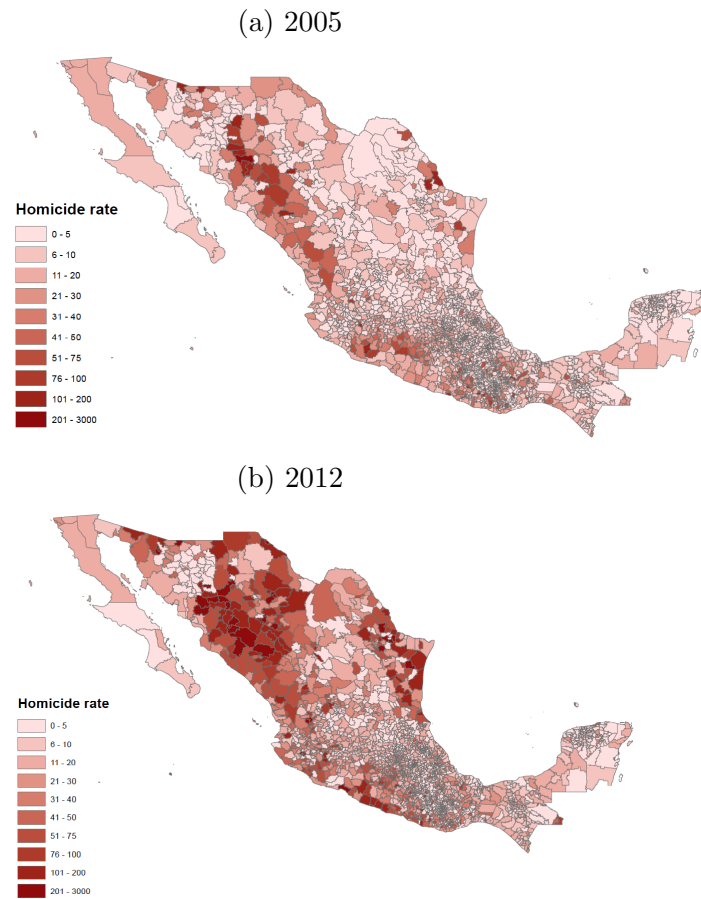 (a) 2005
Homicide rate
0 - 5
6 - 10
11 - 20
21 - 30
31 - 40
41 - 50
51 - 75
76 - 100
101 - 200
201 - 3000
(b) 2012
Homicide rate
0 - 5
6 - 10
11 - 20
21 - 30
31 - 40
41 - 50
51 - 75
76 - 100
101 - 200
201 - 3000